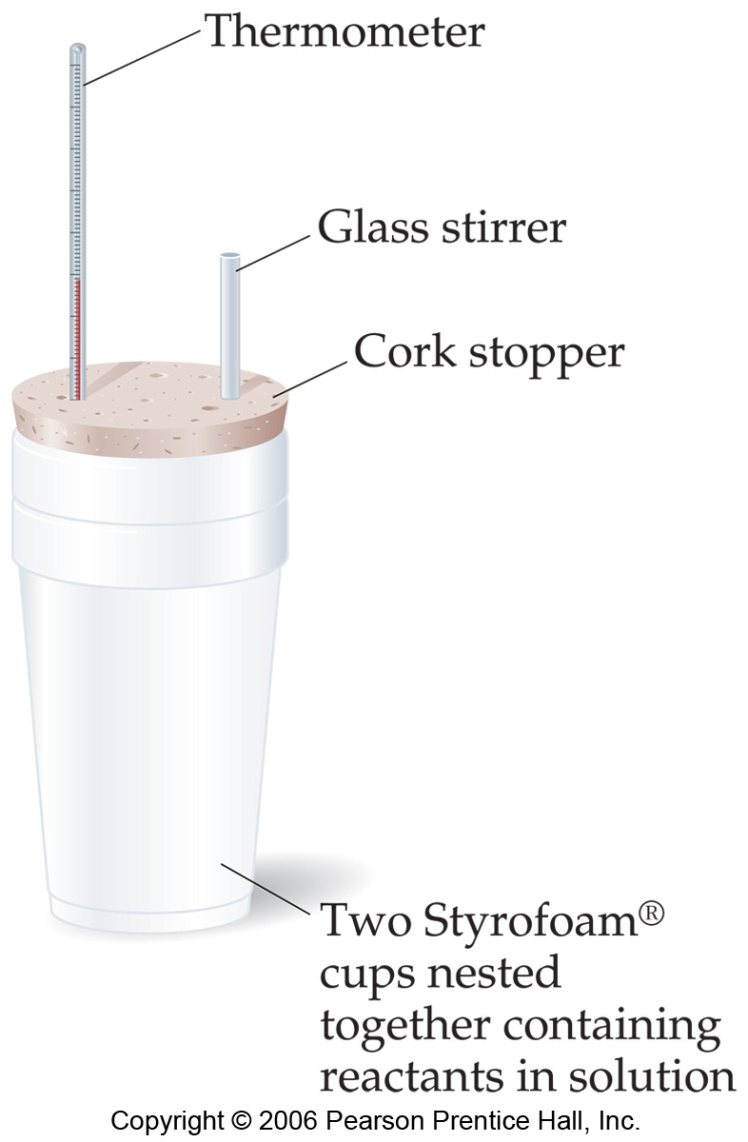 Thermometer
Glass stirrer
Cork stopper
Two Styrofoam®
cups nested
together containing
reactants in solution
Copyright © 2006 Pearson Prentice Hall, Inc.